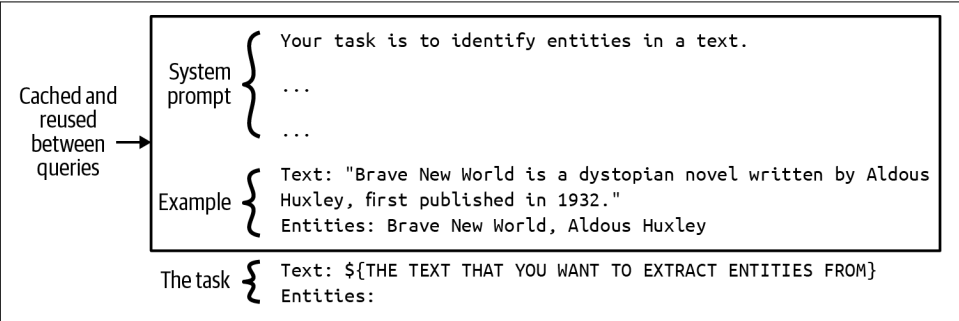 Cached and
reused
between
queries
System
prompt
Your task is to identify entities in a text.
...
...
Example
Text: "Brave New World is a dystopian novel written by Aldous
Huxley, first published in 1932."
Entities: Brave New World, Aldous Huxley
The task
Text: ${THE TEXT THAT YOU WANT TO EXTRACT ENTITIES FROM}
Entities: